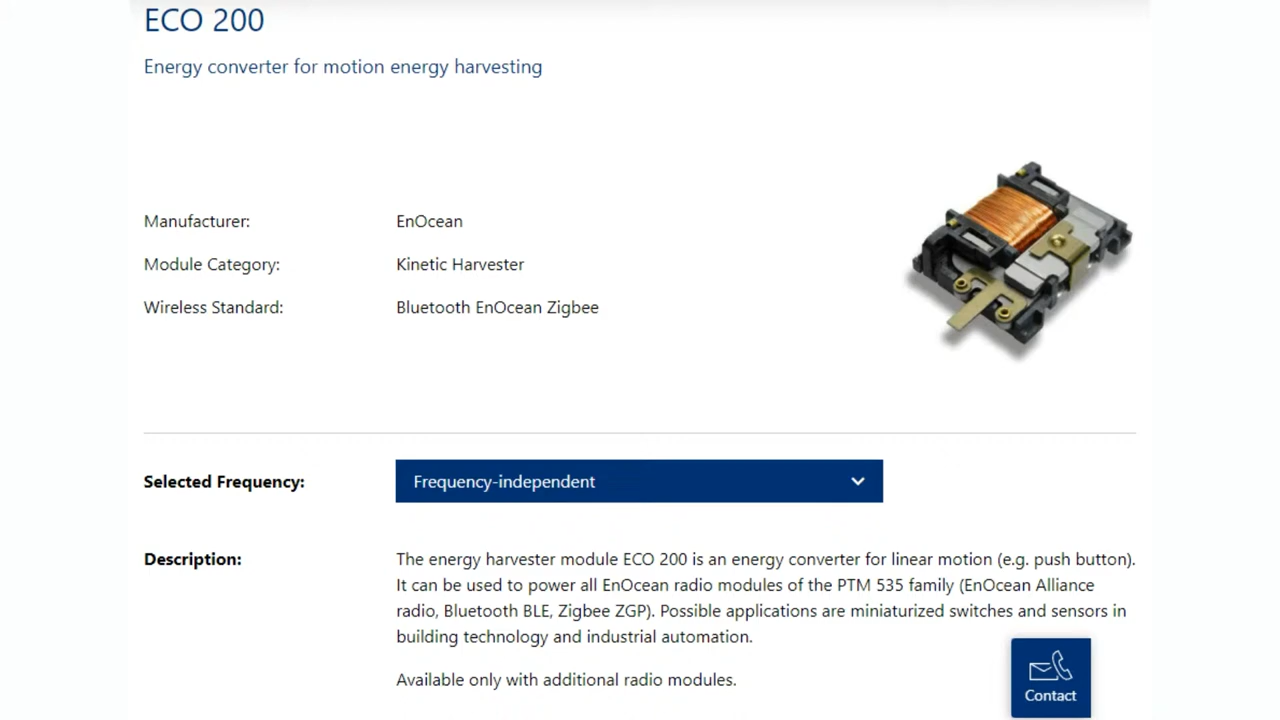 ECO 200
Energy converter for motion energy harvesting
Manufacturer: EnOcean
Module Category: Kinetic Harvester
Wireless Standard: Bluetooth EnOcean Zigbee
Selected Frequency: Frequency-independent
Description: The energy harvester module ECO 200 is an energy converter for linear motion (e.g. push button).
It can be used to power all EnOcean radio modules of the PTM 535 family (EnOcean Alliance
radio, Bluetooth BLE, Zigbee ZGP). Possible applications are miniaturized switches and sensors in
building technology and industrial automation.
Available only with additional radio modules.
Contact